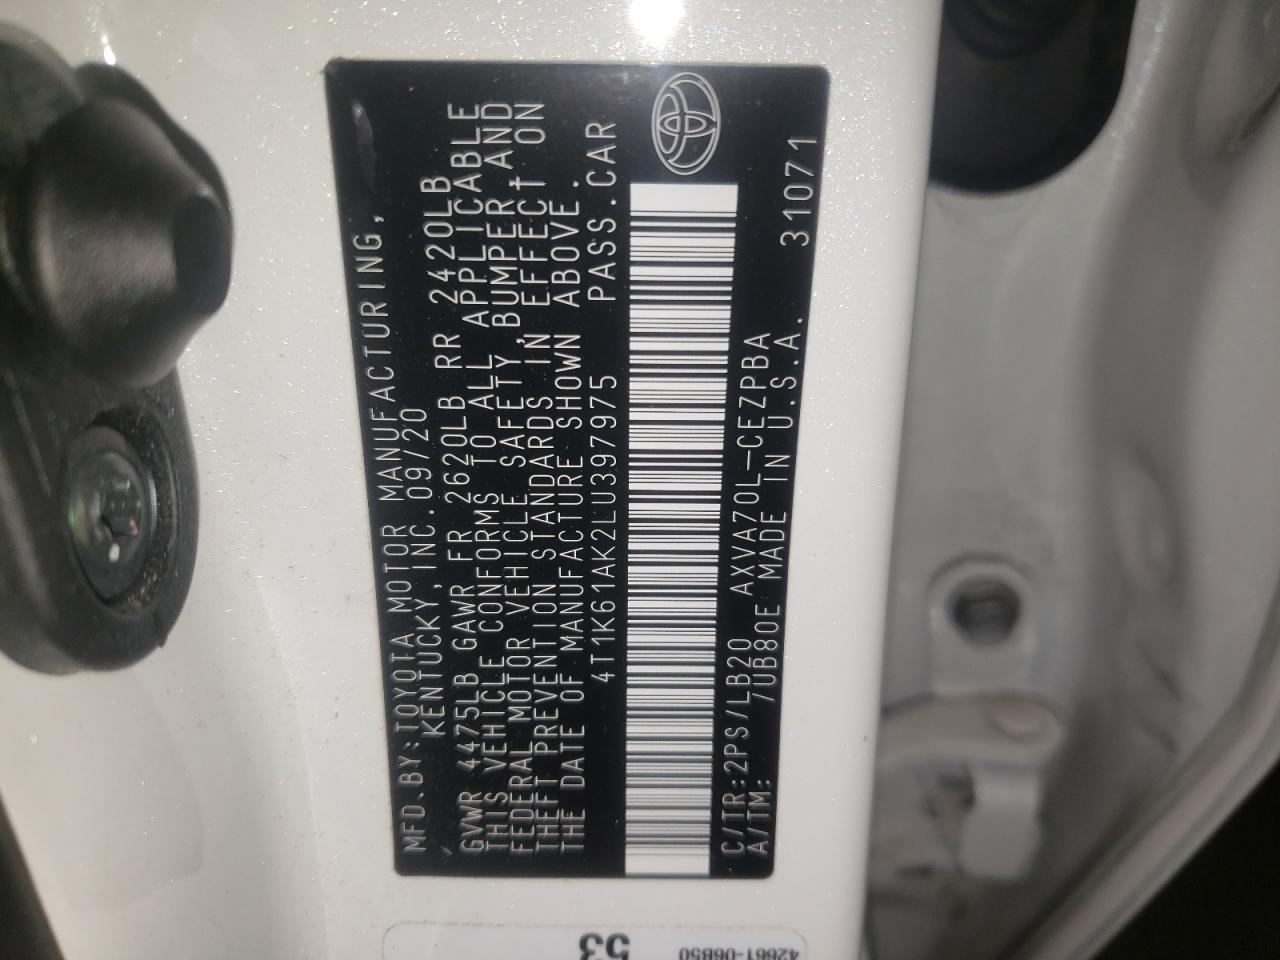 MFD.BY:TOYOTA MOTOR MANUFACTURING,
KENTUCKY,INC.09/20
GVWR 4475LB GAWR FR 2620LB RR 2420LB
THIS VEHICLE CONFORMS TO ALL APPLICABLE
FEDERAL MOTOR VEHICLE SAFETY,BUMPER,AND
THEFT PREVENTION STANDARDS IN EFFECT ON
THE DATE OF MANUFACTURE SHOWN ABOVE.
4T1K61AK2LU397975 PASS.CAR
C/TR:2PS/LB20 AXVA70L-CEZPBA
A/TM: /UB80E MADE IN U.S.A. 31071
53
42661-06B50